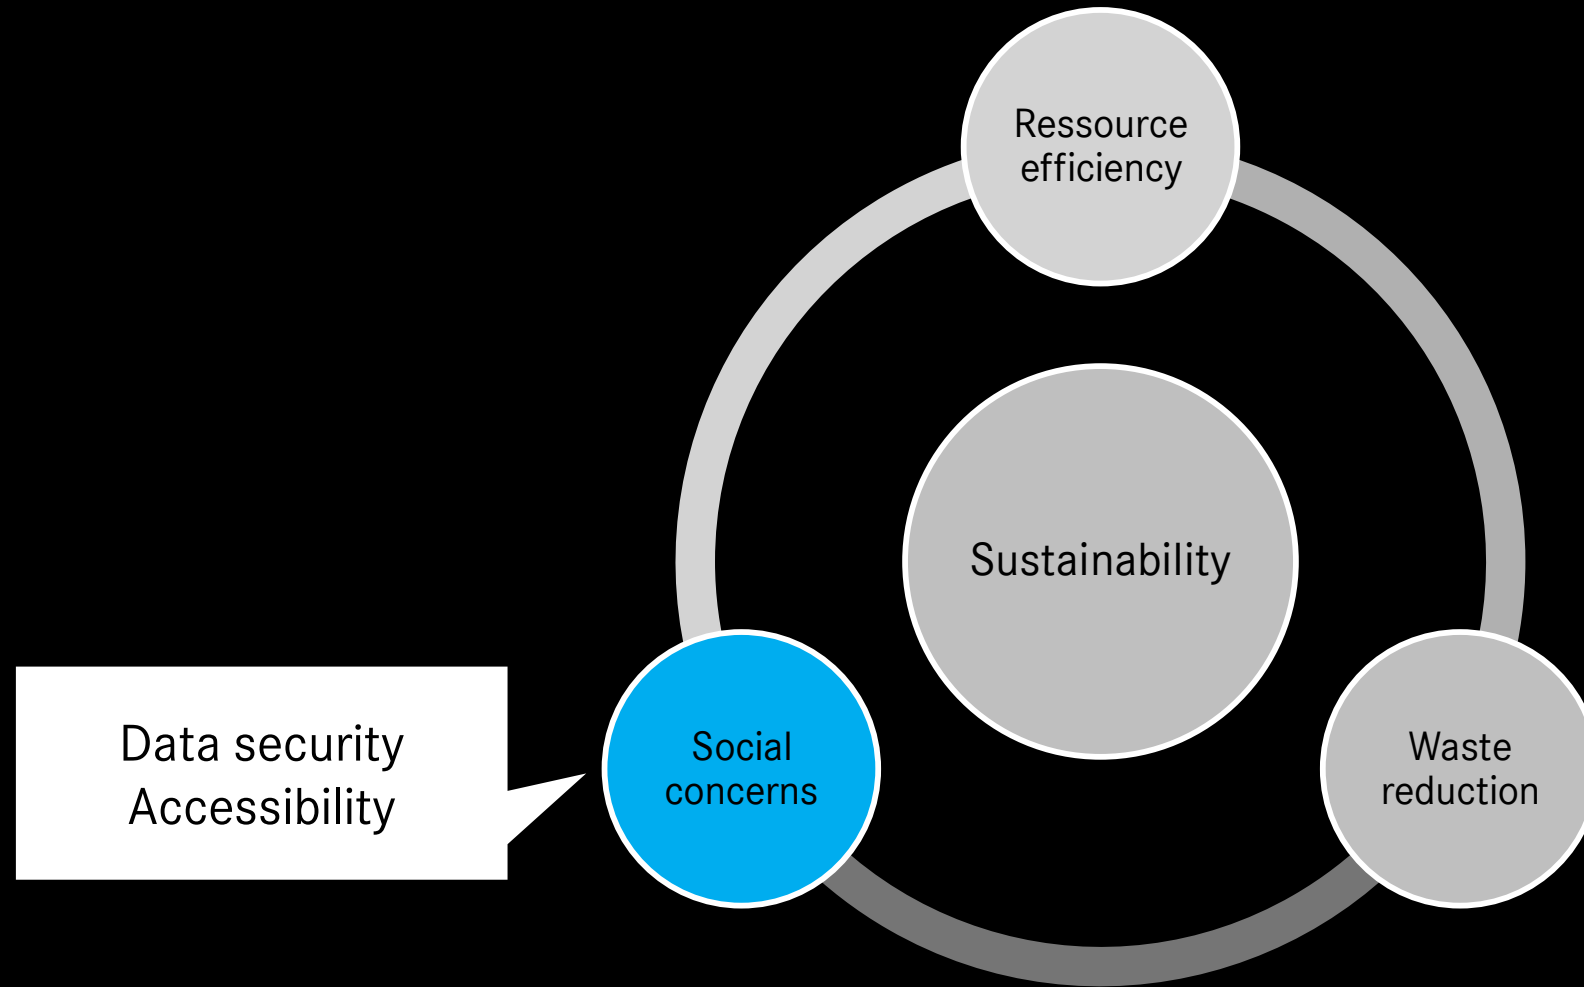 Ressource
efficiency
Sustainability
Data security
Accessibility
Social
concerns
Waste
reduction